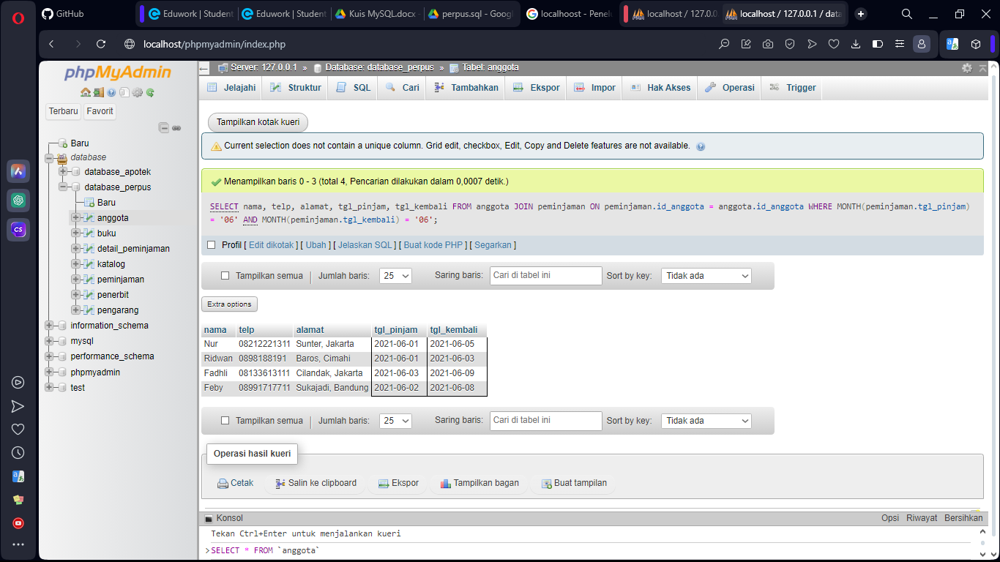 GitHub
Eduwork | Student
Eduwork | Student
Kuis MySQL.docx -
perpus.sql - Googl
localhoost - Penelu
localhost / 127.0.0
localhost / 127.0.0.1 / data
localhost/phpmyadmin/index.php
phpMyAdmin
Terbaru Favorit
Baru
database
database_apotek
database_perpus
Baru
anggota
buku
detail_peminjaman
katalog
peminjaman
penerbit
pengarang
information_schema
mysql
performance_schema
phpmyadmin
test
Server: 127.0.0.1 » Database: database_perpus » Tabel: anggota
Jelajahi Struktur SQL Cari Tambahkan Ekspor Impor Hak Akses Operasi Trigger
Tampilkan kotak kueri
Current selection does not contain a unique column. Grid edit, checkbox, Edit, Copy and Delete features are not available.
Menampilkan baris 0 - 3 (total 4, Pencarian dilakukan dalam 0,0007 detik.)
SELECT nama, telp, alamat, tgl_pinjam, tgl_kembali FROM anggota JOIN peminjaman ON peminjaman.id_anggota = anggota.id_anggota WHERE MONTH(peminjaman.tgl_pinjam)
= '06' AND MONTH(peminjaman.tgl_kembali) = '06';
Profil [ Edit dikotak ] [ Ubah ] [ Jelaskan SQL ] [ Buat kode PHP ] [ Segarkan ]
Tampilkan semua | Jumlah baris: 25 Saring baris: Cari di tabel ini Sort by key: Tidak ada
Extra options
nama telp alamat tgl_pinjam tgl_kembali
Nur 08212221311 Sunter, Jakarta 2021-06-01 2021-06-05
Ridwan 0898188191 Baros, Cimahi 2021-06-01 2021-06-03
Fadhli 08133613111 Cilandak, Jakarta 2021-06-03 2021-06-09
Feby 08991717711 Sukajadi, Bandung 2021-06-02 2021-06-08
Tampilkan semua | Jumlah baris: 25 Saring baris: Cari di tabel ini Sort by key: Tidak ada
Operasi hasil kueri
Cetak Salin ke clipboard Ekspor Tampilkan bagan Buat tampilan
Konsol Opsi Riwayat Bersihkan
Tekan Ctrl+Enter untuk menjalankan kueri
>SELECT * FROM `anggota`